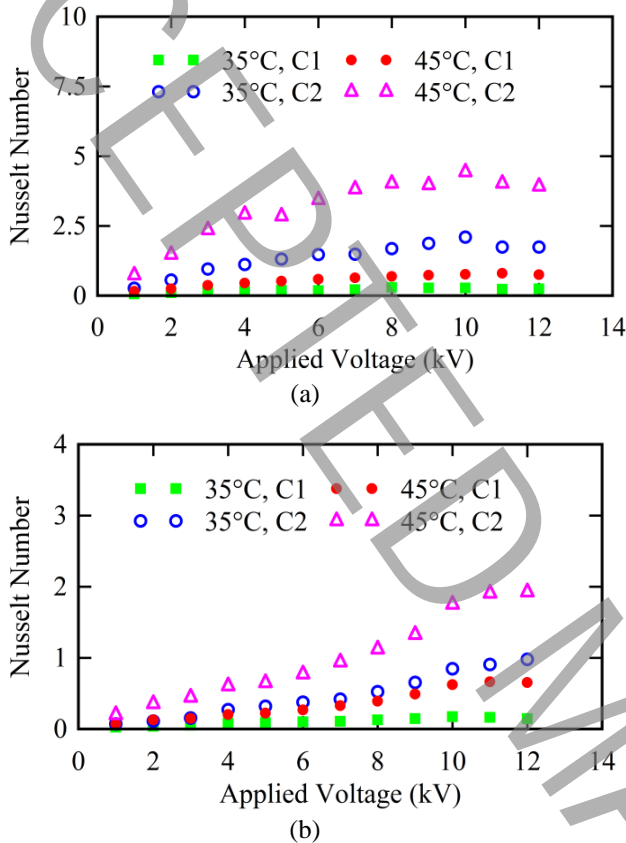 10
35°C, C1
45°C, C1
7.5
35°C, C2
45°C, C2
Nusselt Number
5
2.5
0
0 2 4 6 8 10 12 14
Applied Voltage (kV)
(a)
4
35°C, C1
45°C, C1
3
35°C, C2
45°C, C2
Nusselt Number
2
1
0
0 2 4 6 8 10 12 14
Applied Voltage (kV)
(b)
CEPTED M